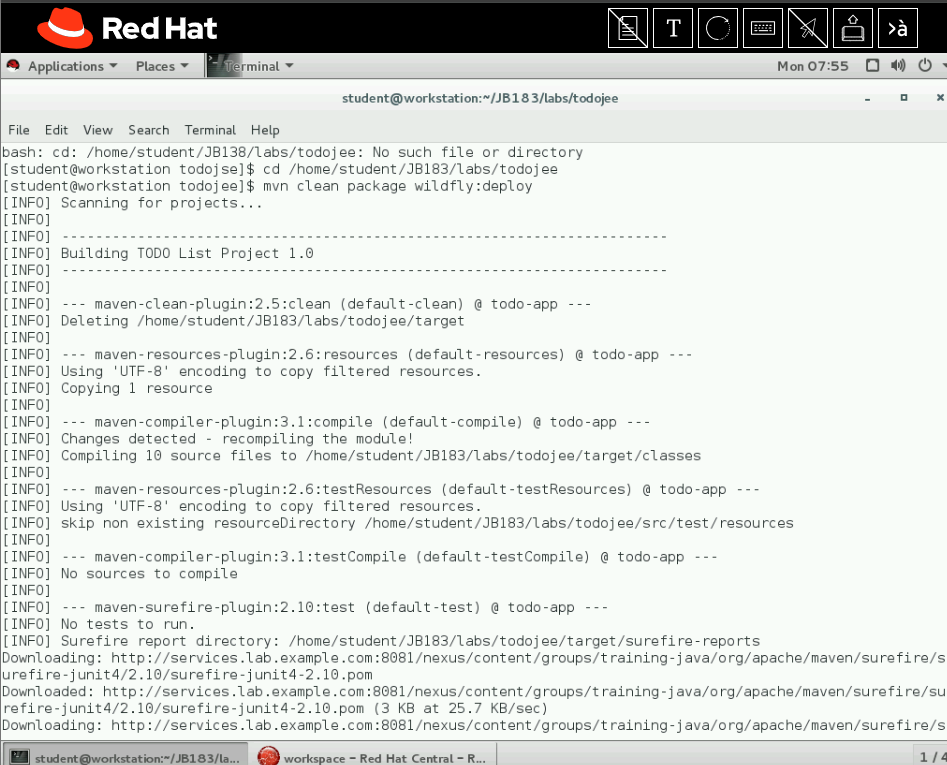 Red Hat
T
>à
Applications Places Terminal Mon 07:55
student@workstation:~/JB183/labs/todojee
File Edit View Search Terminal Help
bash: cd: /home/student/JB138/labs/todojee: No such file or directory
[student@workstation todojse]$ cd /home/student/JB183/labs/todojee
[student@workstation todojee]$ mvn clean package wildfly:deploy
[INFO] Scanning for projects...
[INFO]
[INFO] ------------------------------------------------------------------------
[INFO] Building TODO List Project 1.0
[INFO] ------------------------------------------------------------------------
[INFO]
[INFO] --- maven-clean-plugin:2.5:clean (default-clean) @ todo-app ---
[INFO] Deleting /home/student/JB183/labs/todojee/target
[INFO]
[INFO] --- maven-resources-plugin:2.6:resources (default-resources) @ todo-app ---
[INFO] Using 'UTF-8' encoding to copy filtered resources.
[INFO] Copying 1 resource
[INFO]
[INFO] --- maven-compiler-plugin:3.1:compile (default-compile) @ todo-app ---
[INFO] Changes detected - recompiling the module!
[INFO] Compiling 10 source files to /home/student/JB183/labs/todojee/target/classes
[INFO]
[INFO] --- maven-resources-plugin:2.6:testResources (default-testResources) @ todo-app ---
[INFO] Using 'UTF-8' encoding to copy filtered resources.
[INFO] skip non existing resourceDirectory /home/student/JB183/labs/todojee/src/test/resources
[INFO]
[INFO] --- maven-compiler-plugin:3.1:testCompile (default-testCompile) @ todo-app ---
[INFO] No sources to compile
[INFO]
[INFO] --- maven-surefire-plugin:2.10:test (default-test) @ todo-app ---
[INFO] No tests to run.
[INFO] Surefire report directory: /home/student/JB183/labs/todojee/target/surefire-reports
Downloading: http://services.lab.example.com:8081/nexus/content/groups/training-java/org/apache/maven/surefire/s
urefire-junit4/2.10/surefire-junit4-2.10.pom
Downloaded: http://services.lab.example.com:8081/nexus/content/groups/training-java/org/apache/maven/surefire/su
refire-junit4/2.10/surefire-junit4-2.10.pom (3 KB at 25.7 KB/sec)
Downloading: http://services.lab.example.com:8081/nexus/content/groups/training-java/org/apache/maven/surefire/s
student@workstation:~/JB183/la... workspace – Red Hat Central – R... 1 / 4